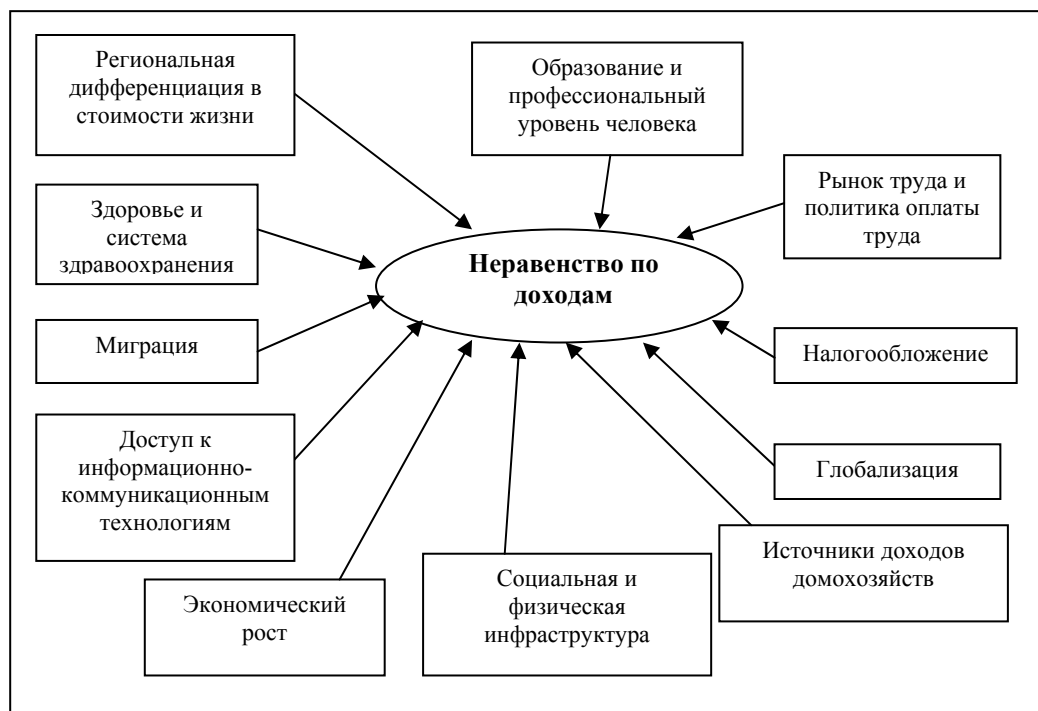 Региональная
дифференциация в
стоимости жизни
Образование и
профессиональный
уровень человека
Рынок труда и
политика оплаты
труда
Здоровье и
система
здравоохранения
Неравенство по
доходам
Миграция
Налогообложение
Доступ к
информационно-
коммуникационным
технологиям
Глобализация
Источники доходов
домохозяйств
Экономический
рост
Социальная и
физическая
инфраструктура